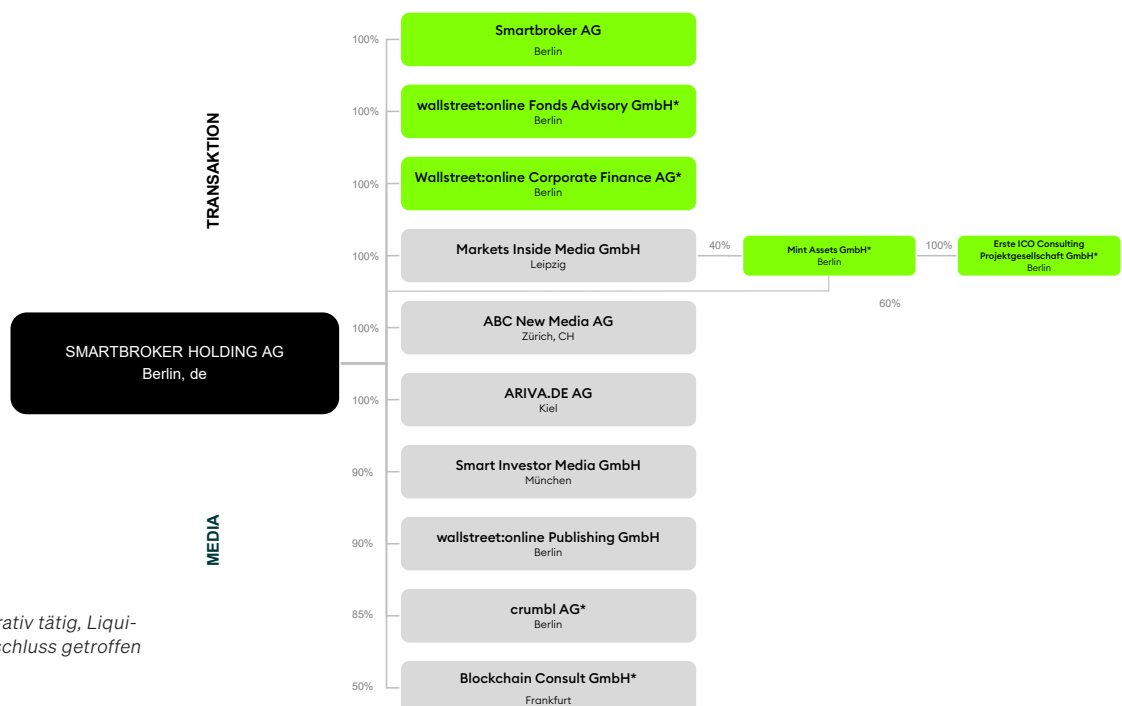 100%
Smartbroker AG
Berlin
TRANSAKTION
100%
wallstreet:online Fonds Advisory GmbH*
Berlin
100%
Wallstreet:online Corporate Finance AG*
Berlin
100%
Markets Inside Media GmbH
Leipzig
40%
Mint Assets GmbH*
Berlin
100%
Erste ICO Consulting
Projektgesellschaft GmbH*
Berlin
60%
SMARTBROKER HOLDING AG
Berlin, de
100%
ABC New Media AG
Zürich, CH
100%
ARIVA.DE AG
Kiel
90%
Smart Investor Media GmbH
München
MEDIA
90%
wallstreet:online Publishing GmbH
Berlin
85%
crumbl AG*
Berlin
tätig, Liqui-
getroffen
50%
Blockchain Consult GmbH*
Frankfurt